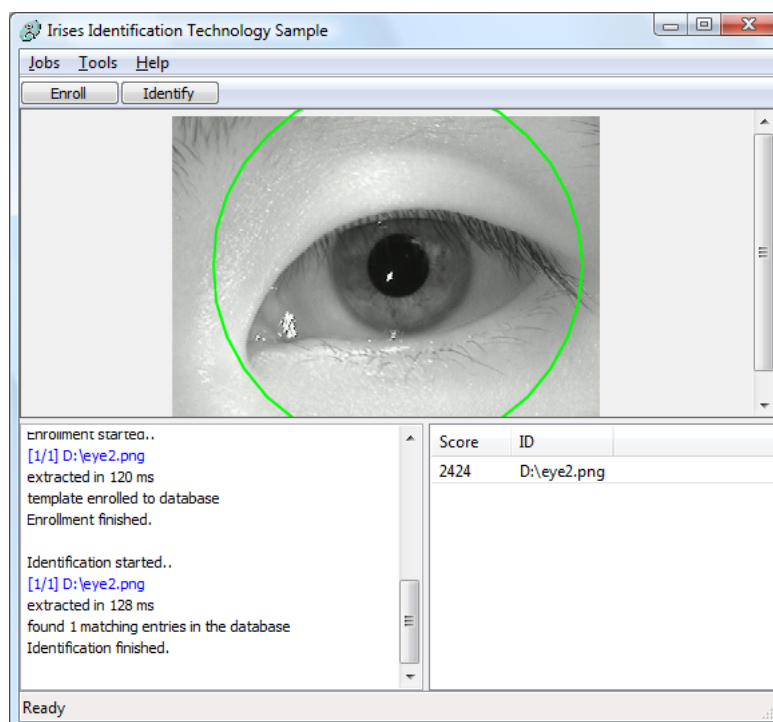 Irises Identification Technology Sample
Jobs Tools Help
Enroll Identify
Enrollment started..
[1/1] D:\eye2.png
extracted in 120 ms
template enrolled to database
Enrollment finished.
Identification started..
[1/1] D:\eye2.png
extracted in 128 ms
found 1 matching entries in the database
Identification finished.
Score ID
2424 D:\eye2.png
Ready